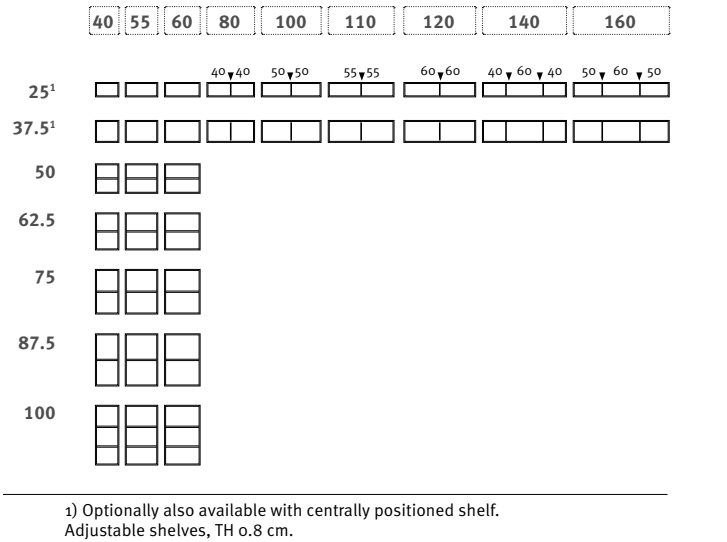 40 55 60 80 100 110 120 140 160
40 40 50 50 55 55 60 60 40 60 40 50 60 50
25¹
37.5¹
50
62.5
75
87.5
100
1) Optionally also available with centrally positioned shelf.
Adjustable shelves, TH 0.8 cm.